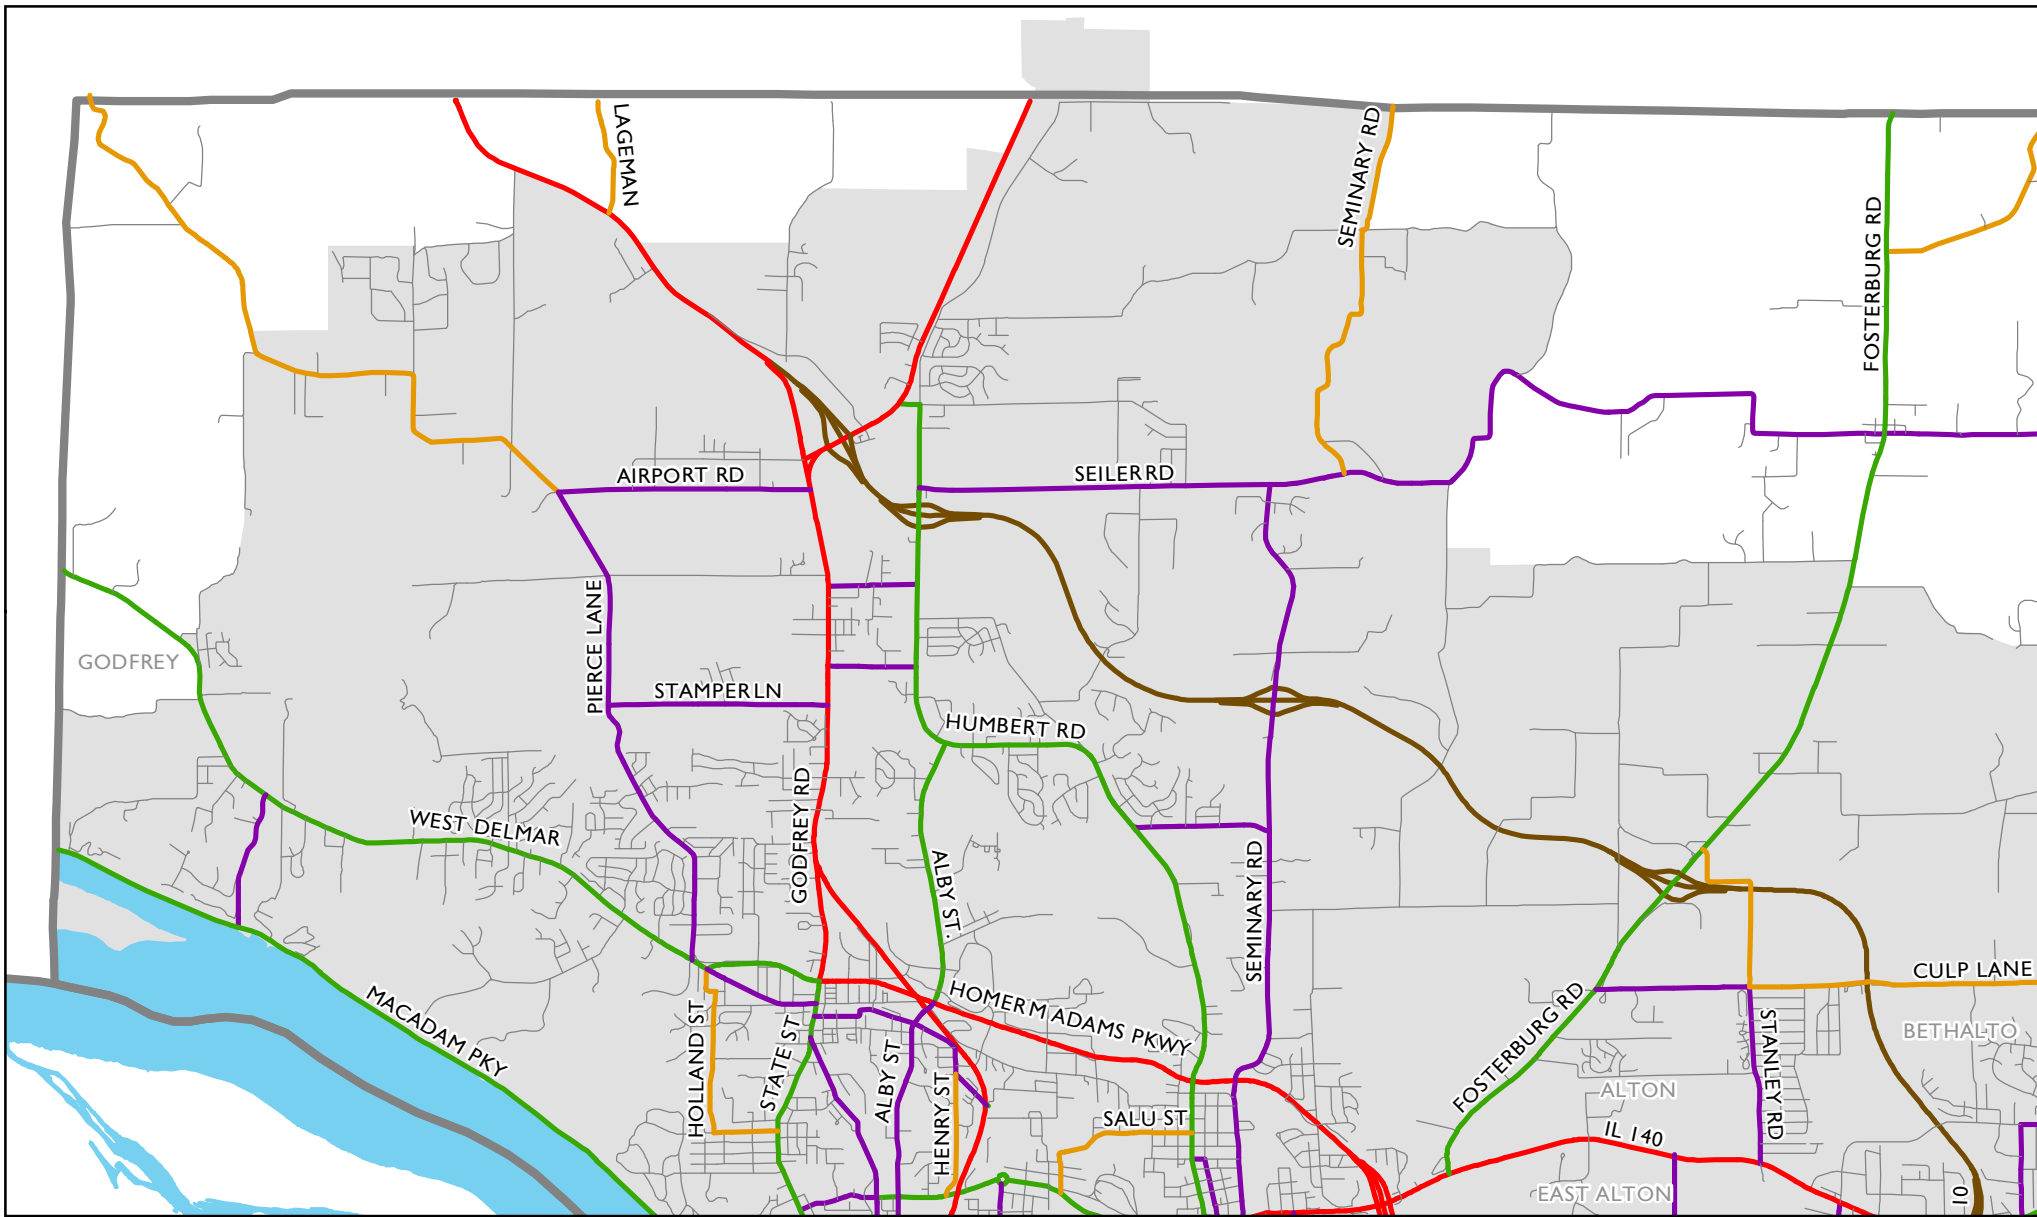 LAGEMAN
SEMINARY RD
FOSTERBURG RD
AIRPORT RD
SEILER RD
PIERCE LANE
GODFREY
STAMPER LN
HUMBERT RD
GODFREY RD
WEST DELMAR
ALBY ST.
SEMINARY RD
CULP LANE
MACADAM PKY
HOMER M ADAMS PKWY
HOLLAND ST
STATE ST
ALBY ST
HENRY ST
SALU ST
FOSTERBURG RD
STANLEY RD
BETHALTO
ALTON
IL 140
EAST ALTON